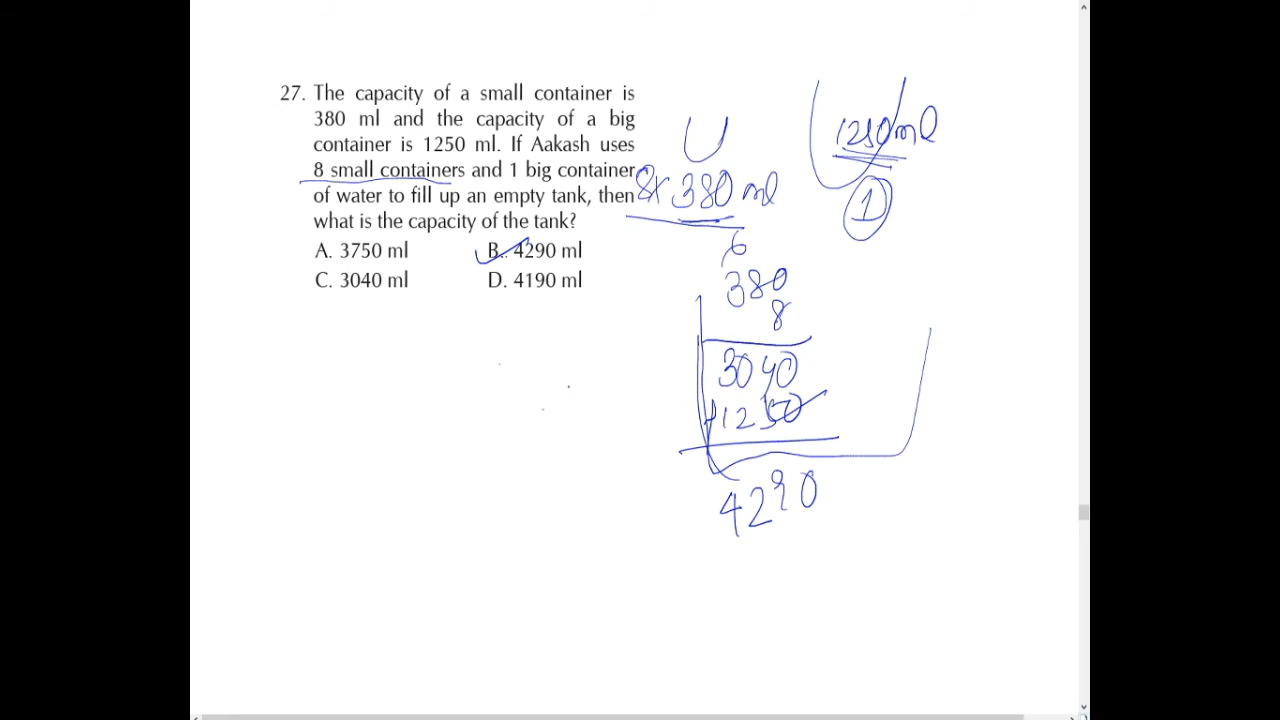 27. The capacity of a small container is
380 ml and the capacity of a big
container is 1250 ml. If Aakash uses
8 small containers and 1 big container
of water to fill up an empty tank, then
what is the capacity of the tank?
A. 3750 ml B. 4290 ml
C. 3040 ml D. 4190 ml
1250ml
1
8x 380 ml
6
380
8
3040
+1250
4290